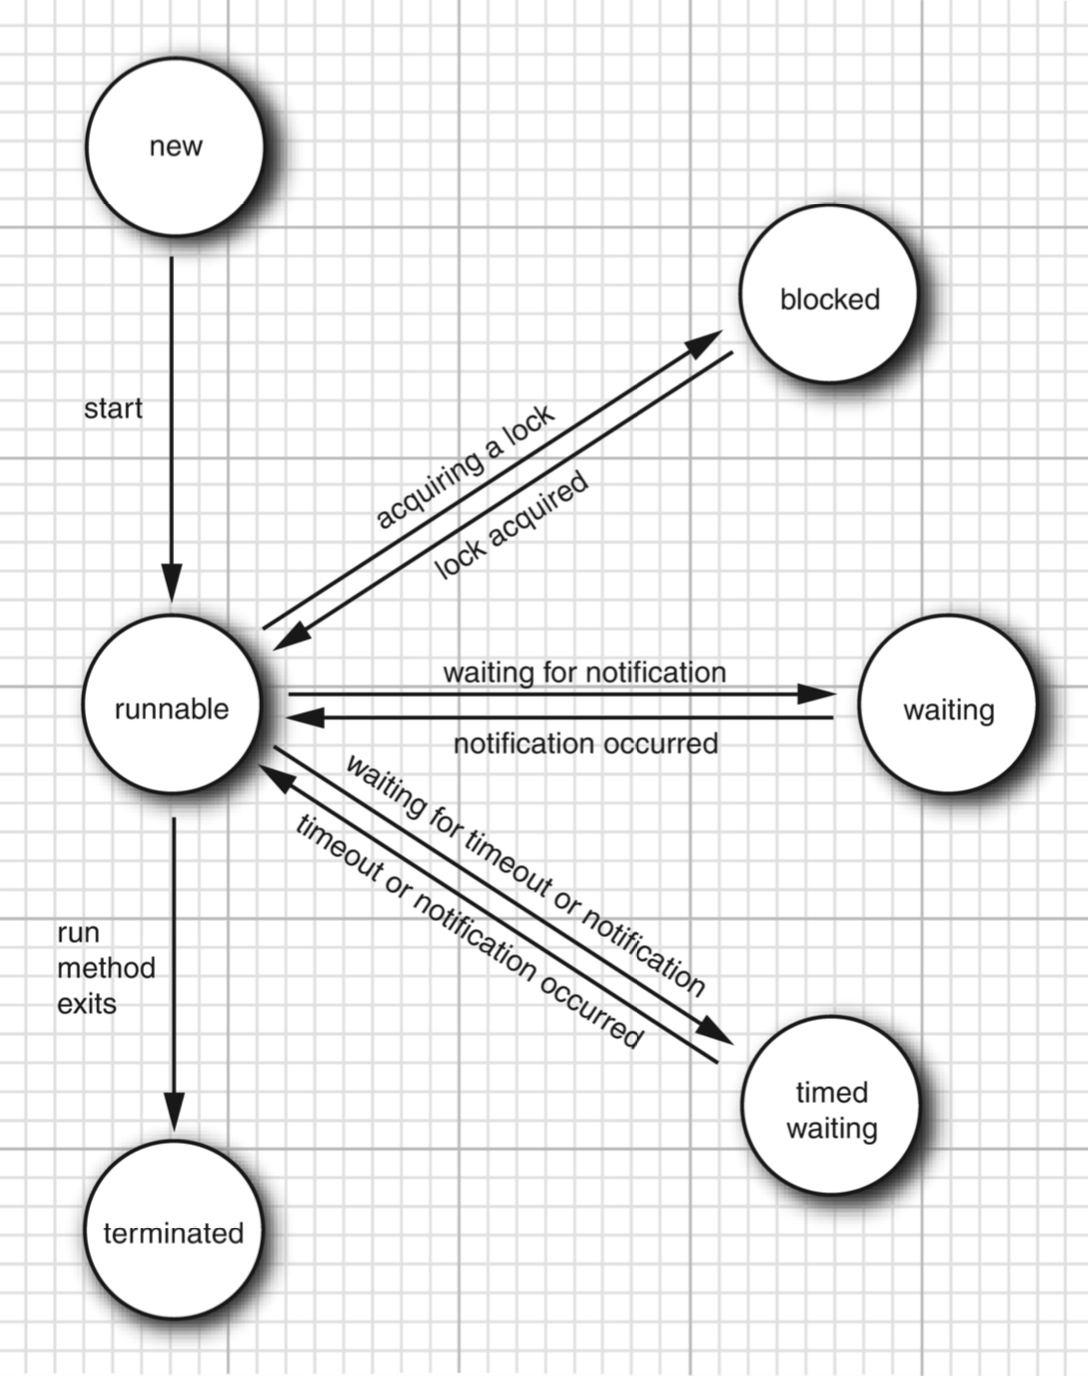 new
blocked
start
acquiring a lock
lock acquired
waiting for notification
runnable
waiting
notification occurred
waiting for timeout or notification
timeout or notification occurred
run
method
exits
timed
waiting
terminated